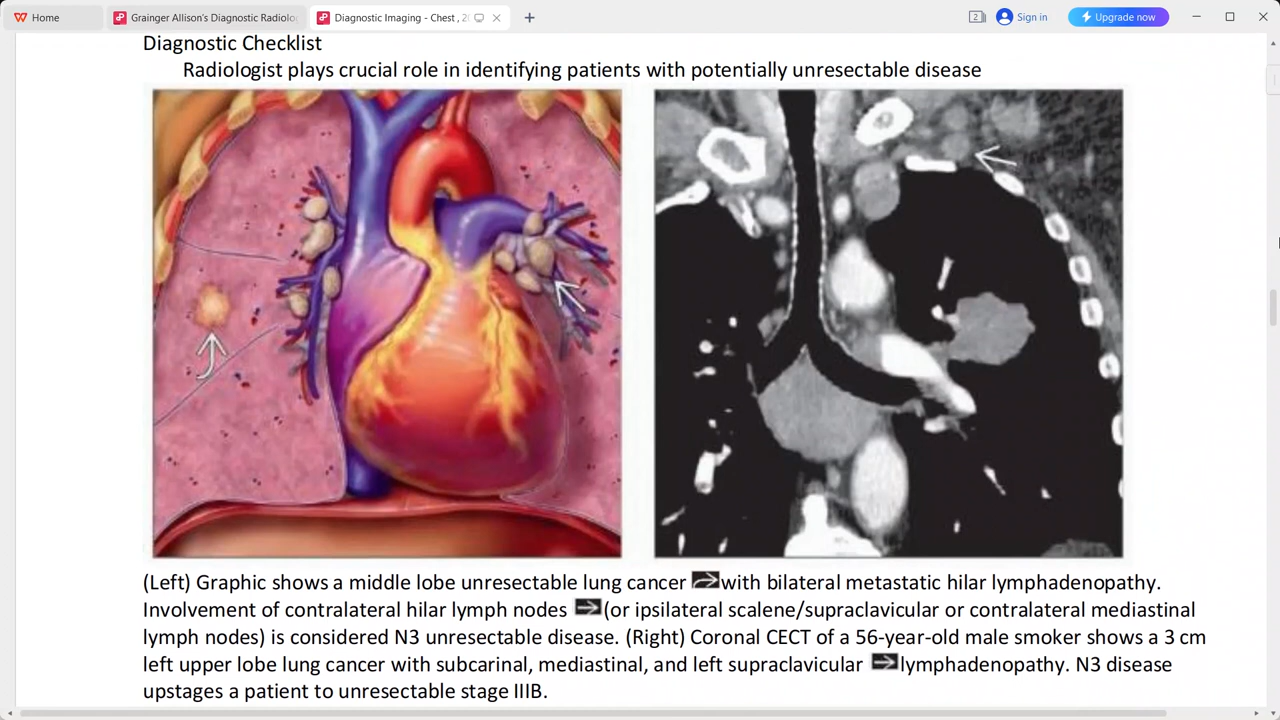 Home
Grainger Allison's Diagnostic Radiolo
Diagnostic Imaging - Chest , 2
2
Sign in
Upgrade now
Diagnostic Checklist
Radiologist plays crucial role in identifying patients with potentially unresectable disease
(Left) Graphic shows a middle lobe unresectable lung cancer with bilateral metastatic hilar lymphadenopathy.
Involvement of contralateral hilar lymph nodes (or ipsilateral scalene/supraclavicular or contralateral mediastinal
lymph nodes) is considered N3 unresectable disease. (Right) Coronal CECT of a 56-year-old male smoker shows a 3 cm
left upper lobe lung cancer with subcarinal, mediastinal, and left supraclavicular lymphadenopathy. N3 disease
upstages a patient to unresectable stage IIIB.